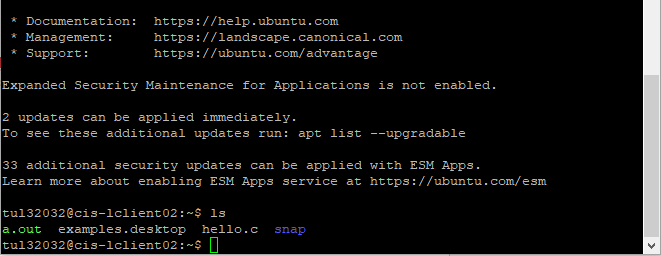 * Documentation:  https://help.ubuntu.com
* Management:     https://landscape.canonical.com
* Support:        https://ubuntu.com/advantage
Expanded Security Maintenance for Applications is not enabled.
2 updates can be applied immediately.
To see these additional updates run: apt list --upgradable
33 additional security updates can be applied with ESM Apps.
Learn more about enabling ESM Apps service at https://ubuntu.com/esm
tul32032@cis-lclient02:~$ ls
a.out  examples.desktop  hello.c  snap
tul32032@cis-lclient02:~$